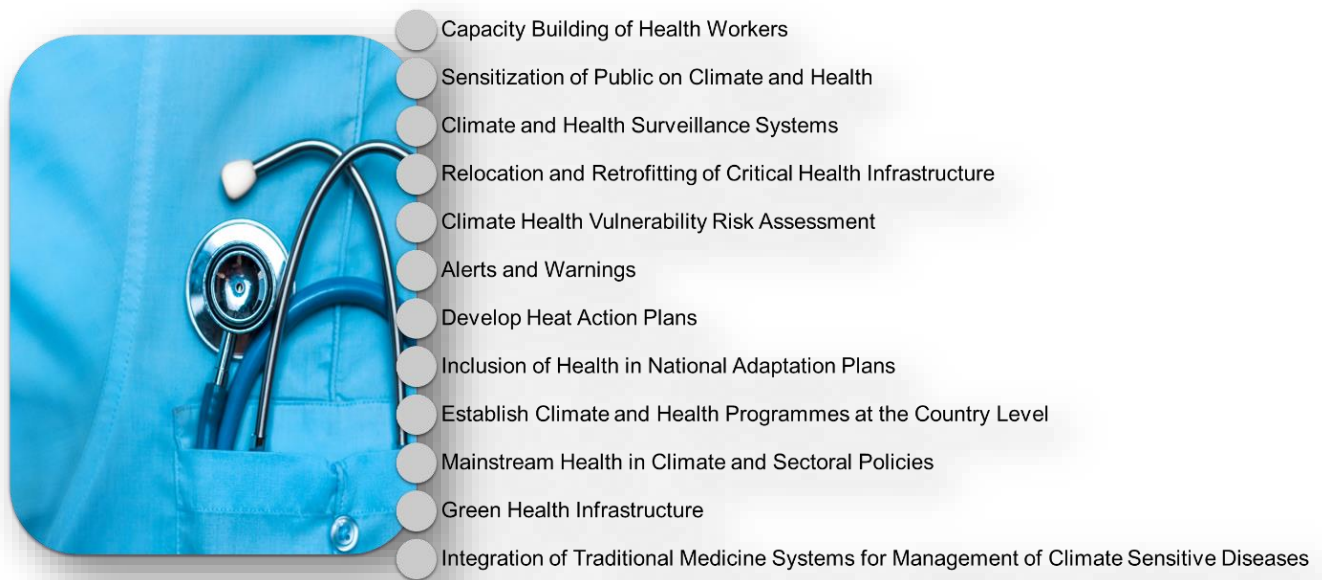 Capacity Building of Health Workers
Sensitization of Public on Climate and Health
Climate and Health Surveillance Systems
Relocation and Retrofitting of Critical Health Infrastructure
Climate Health Vulnerability Risk Assessment
Alerts and Warnings
Develop Heat Action Plans
Inclusion of Health in National Adaptation Plans
Establish Climate and Health Programmes at the Country Level
Mainstream Health in Climate and Sectoral Policies
Green Health Infrastructure
Integration of Traditional Medicine Systems for Management of Climate Sensitive Diseases